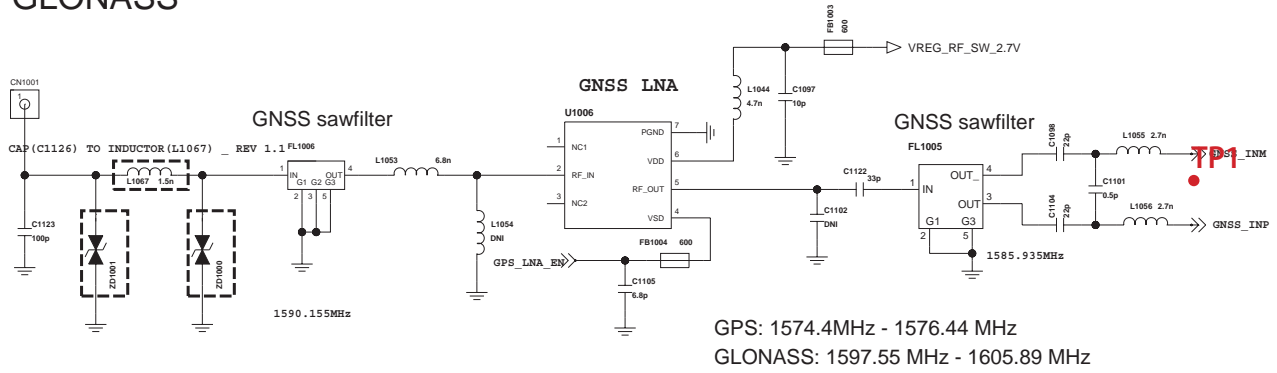 GLONASS
FB1003
600
VREG_RF_SW_2.7V
CN1001
1
GNSS LNA
U1006
L1044
4.7n
C1097
10p
GNSS sawfilter
CAP(C1126) TO INDUCTOR(L1067) _ REV 1.1
FL1006
L1067 1.5n
1 IN OUT 4
G1 G2 G3
2 3 5
L1053 6.8n
1 NC1
2 RF_IN
3 NC2
PGND 7
VDD 6
RF_OUT 5
VSD 4
GNSS sawfilter
FL1005
C1122
33p
1 IN
OUT_ 4
OUT 3
G1 G3
2 5
C1098
22p
L1055 2.7n
GNSS_INM
TP1
C1101
0.5p
C1104
22p
L1056 2.7n
GNSS_INP
C1123
100p
ZD1001
ZD1000
L1054
DNI
C1102
DNI
FB1004 600
GPS_LNA_EN
C1105
6.8p
1585.935MHz
1590.155MHz
GPS: 1574.4MHz - 1576.44 MHz
GLONASS: 1597.55 MHz - 1605.89 MHz